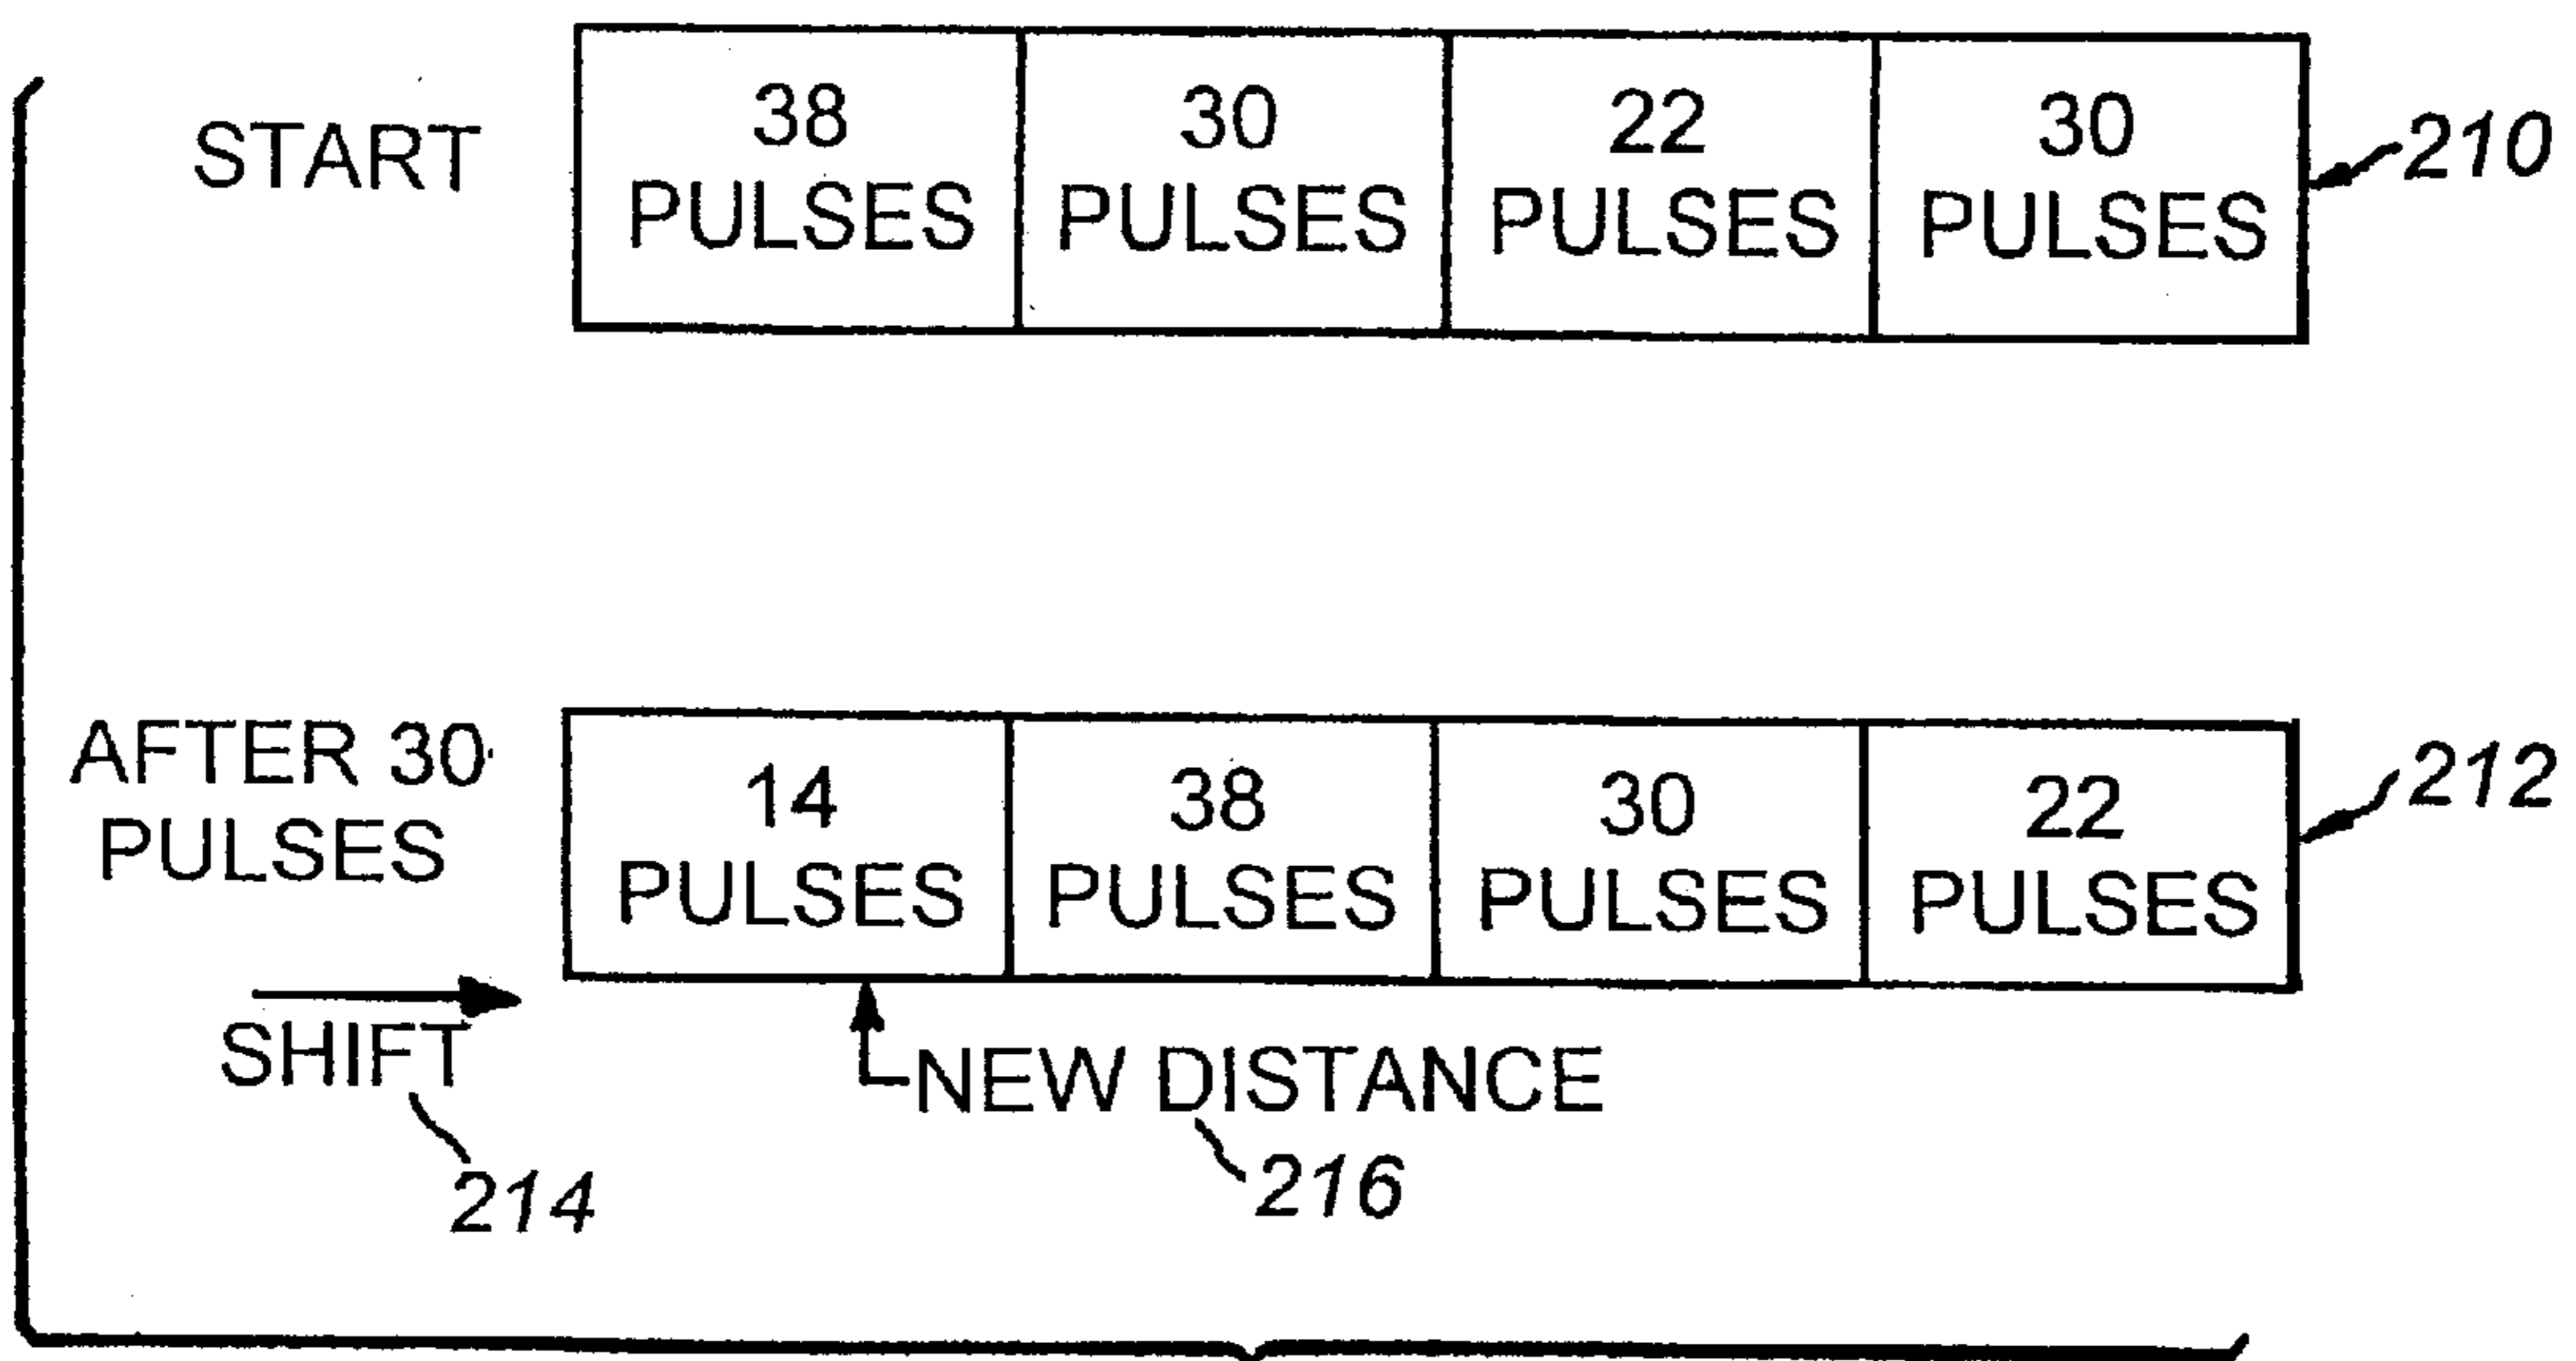 START
38 PULSES
30 PULSES
22 PULSES
30 PULSES
210
AFTER 30 PULSES
14 PULSES
38 PULSES
30 PULSES
22 PULSES
212
SHIFT
214
NEW DISTANCE
216